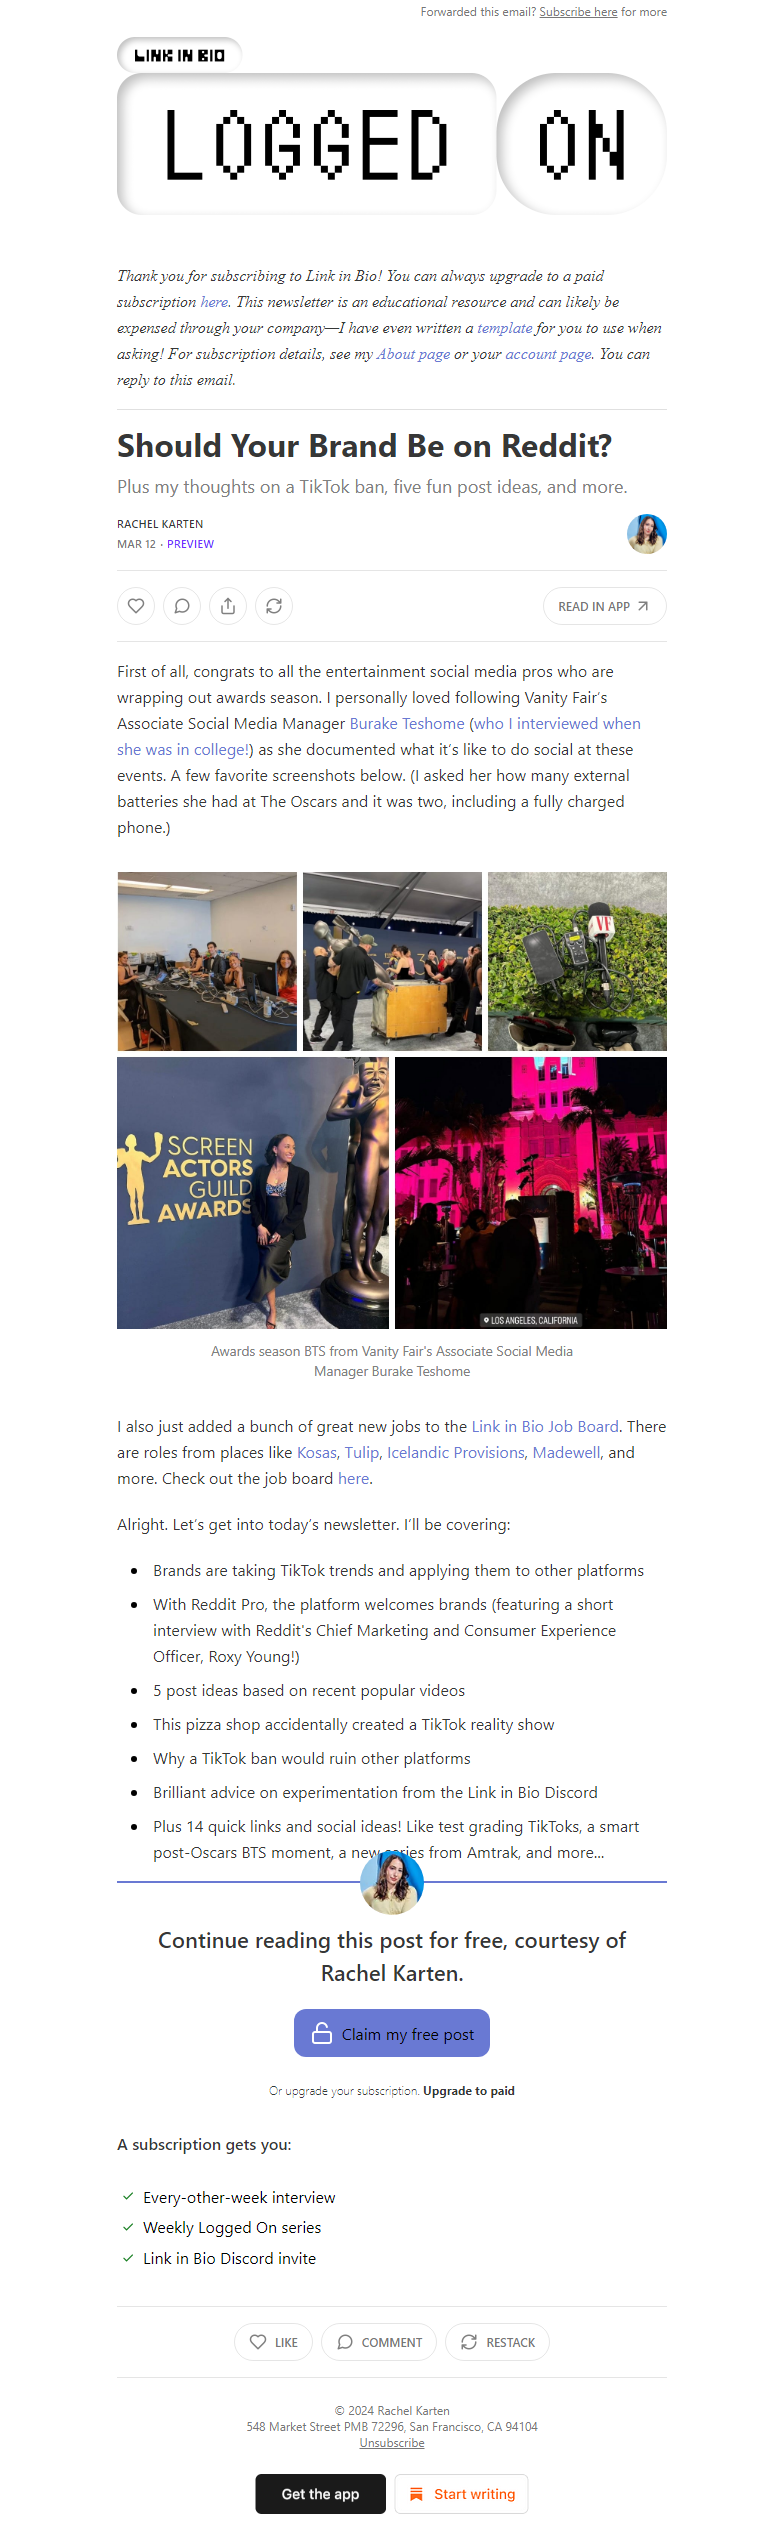 Forwarded this email? Subscribe here for more
LINK IN BIO
LOGGED ON
Thank you for subscribing to Link in Bio! You can always upgrade to a paid
subscription here. This newsletter is an educational resource and can likely be
expensed through your company—I have even written a template for you to use when
asking! For subscription details, see my About page or your account page. You can
reply to this email.
Should Your Brand Be on Reddit?
Plus my thoughts on a TikTok ban, five fun post ideas, and more.
RACHEL KARTEN
MAR 12 · PREVIEW
READ IN APP
First of all, congrats to all the entertainment social media pros who are
wrapping out awards season. I personally loved following Vanity Fair's
Associate Social Media Manager Burake Teshome (who I interviewed when
she was in college!) as she documented what it's like to do social at these
events. A few favorite screenshots below. (I asked her how many external
batteries she had at The Oscars and it was two, including a fully charged
phone.)
VF
SCREEN
ACTORS
GUILD
AWARDS
LOS ANGELES, CALIFORNIA
Awards season BTS from Vanity Fair's Associate Social Media
Manager Burake Teshome
I also just added a bunch of great new jobs to the Link in Bio Job Board. There
are roles from places like Kosas, Tulip, Icelandic Provisions, Madewell, and
more. Check out the job board here.
Alright. Let's get into today's newsletter. I'll be covering:
Brands are taking TikTok trends and applying them to other platforms
With Reddit Pro, the platform welcomes brands (featuring a short
interview with Reddit's Chief Marketing and Consumer Experience
Officer, Roxy Young!)
5 post ideas based on recent popular videos
This pizza shop accidentally created a TikTok reality show
Why a TikTok ban would ruin other platforms
Brilliant advice on experimentation from the Link in Bio Discord
Plus 14 quick links and social ideas! Like test grading TikToks, a smart
post-Oscars BTS moment, a new series from Amtrak, and more...
Continue reading this post for free, courtesy of
Rachel Karten.
Claim my free post
Or upgrade your subscription. Upgrade to paid
A subscription gets you:
Every-other-week interview
Weekly Logged On series
Link in Bio Discord invite
LIKE
COMMENT
RESTACK
© 2024 Rachel Karten
548 Market Street PMB 72296, San Francisco, CA 94104
Unsubscribe
Get the app
Start writing